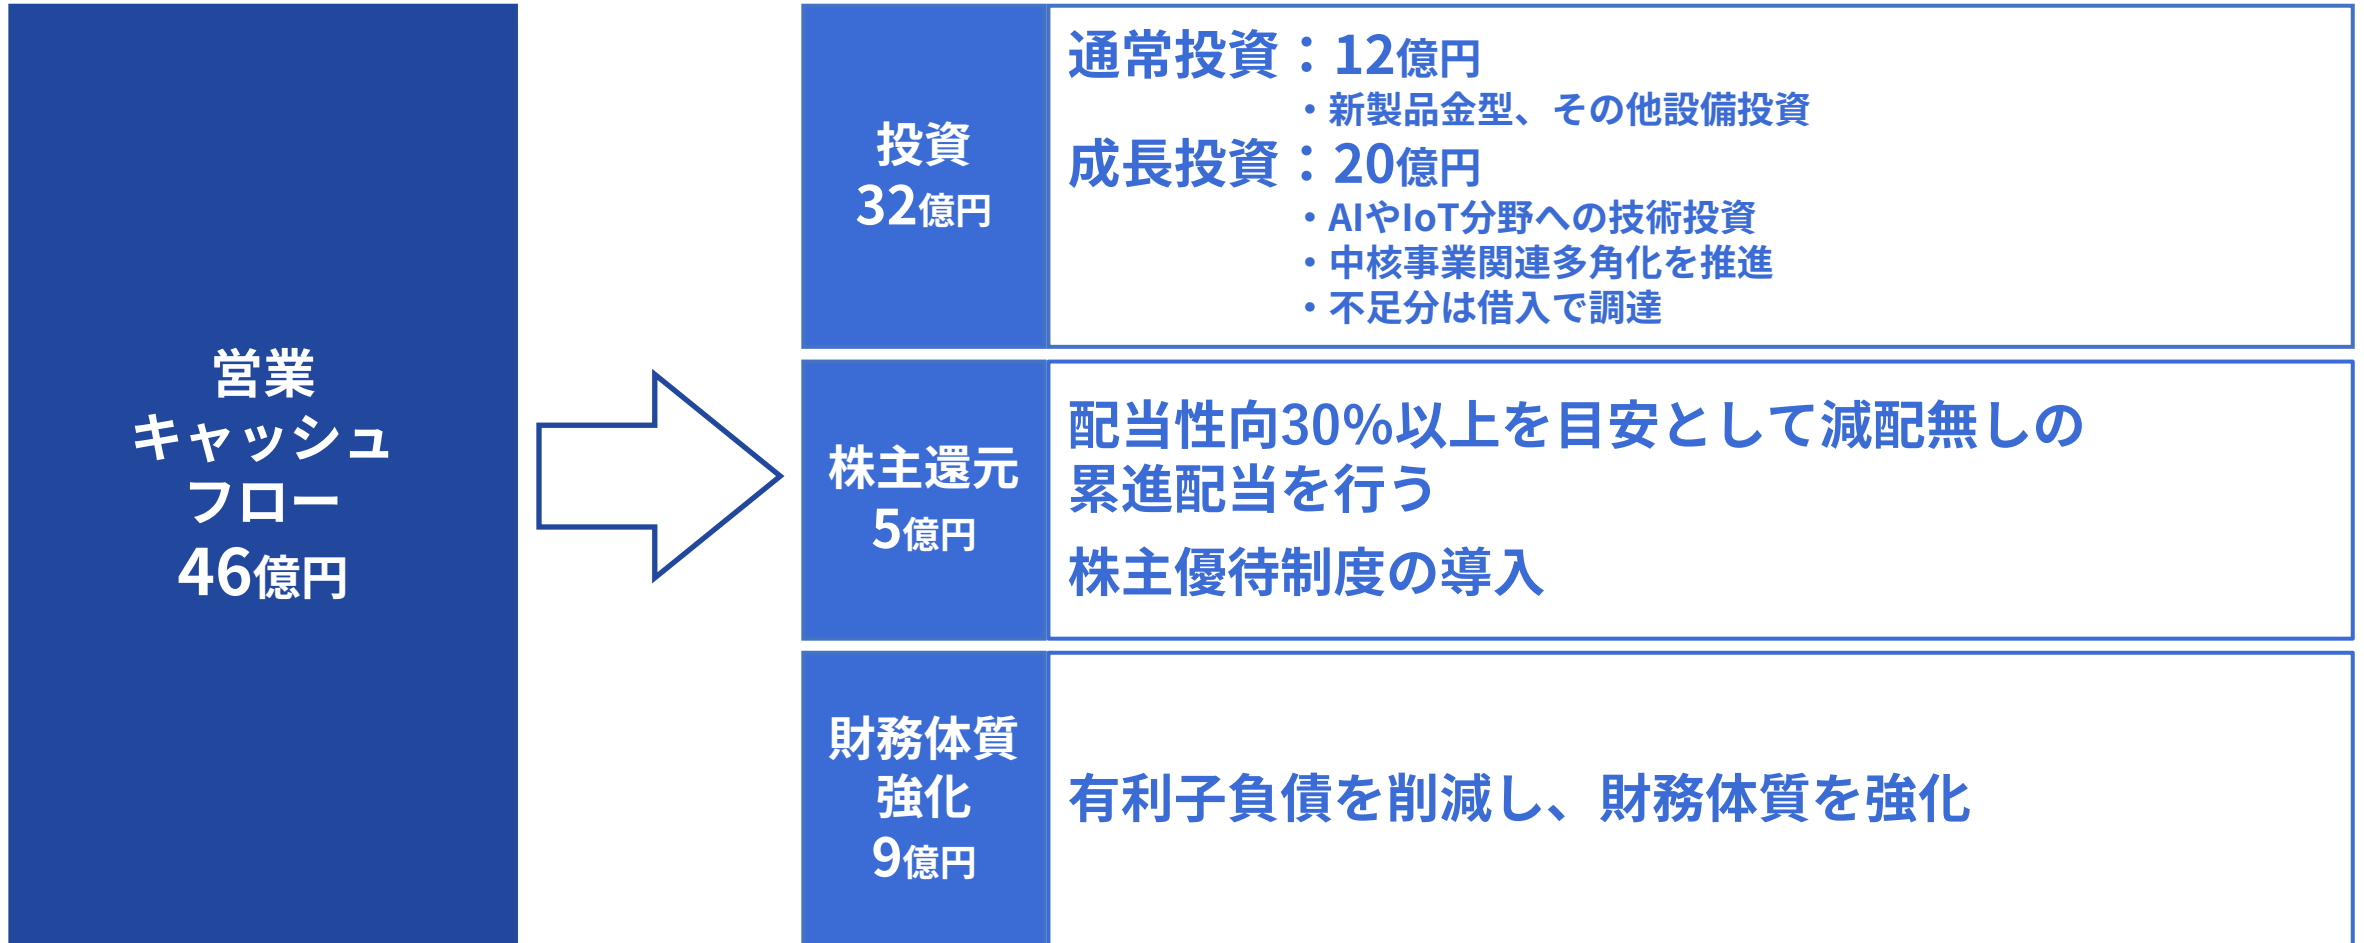 営業
キャッシュ
フロー
46億円
投資
32億円
通常投資：12億円
・新製品金型、その他設備投資
成長投資：20億円
・AIやIoT分野への技術投資
・中核事業関連多角化を推進
・不足分は借入で調達
株主還元
5億円
配当性向30%以上を目安として減配無しの
累進配当を行う
株主優待制度の導入
財務体質
強化
9億円
有利子負債を削減し、財務体質を強化